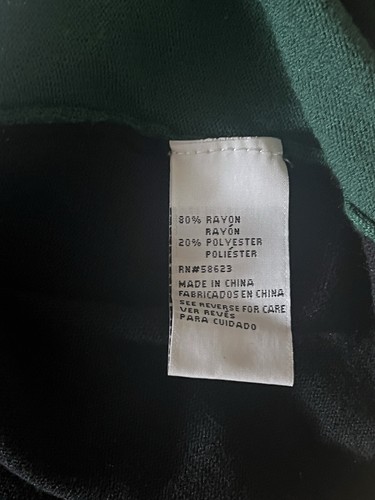 80% RAYON
RAYÓN
20% POLYESTER
POLIÉSTER
RN#58623
MADE IN CHINA
FABRICADOS EN CHINA
SEE REVERSE FOR CARE
VER REVÉS
PARA CUIDADO